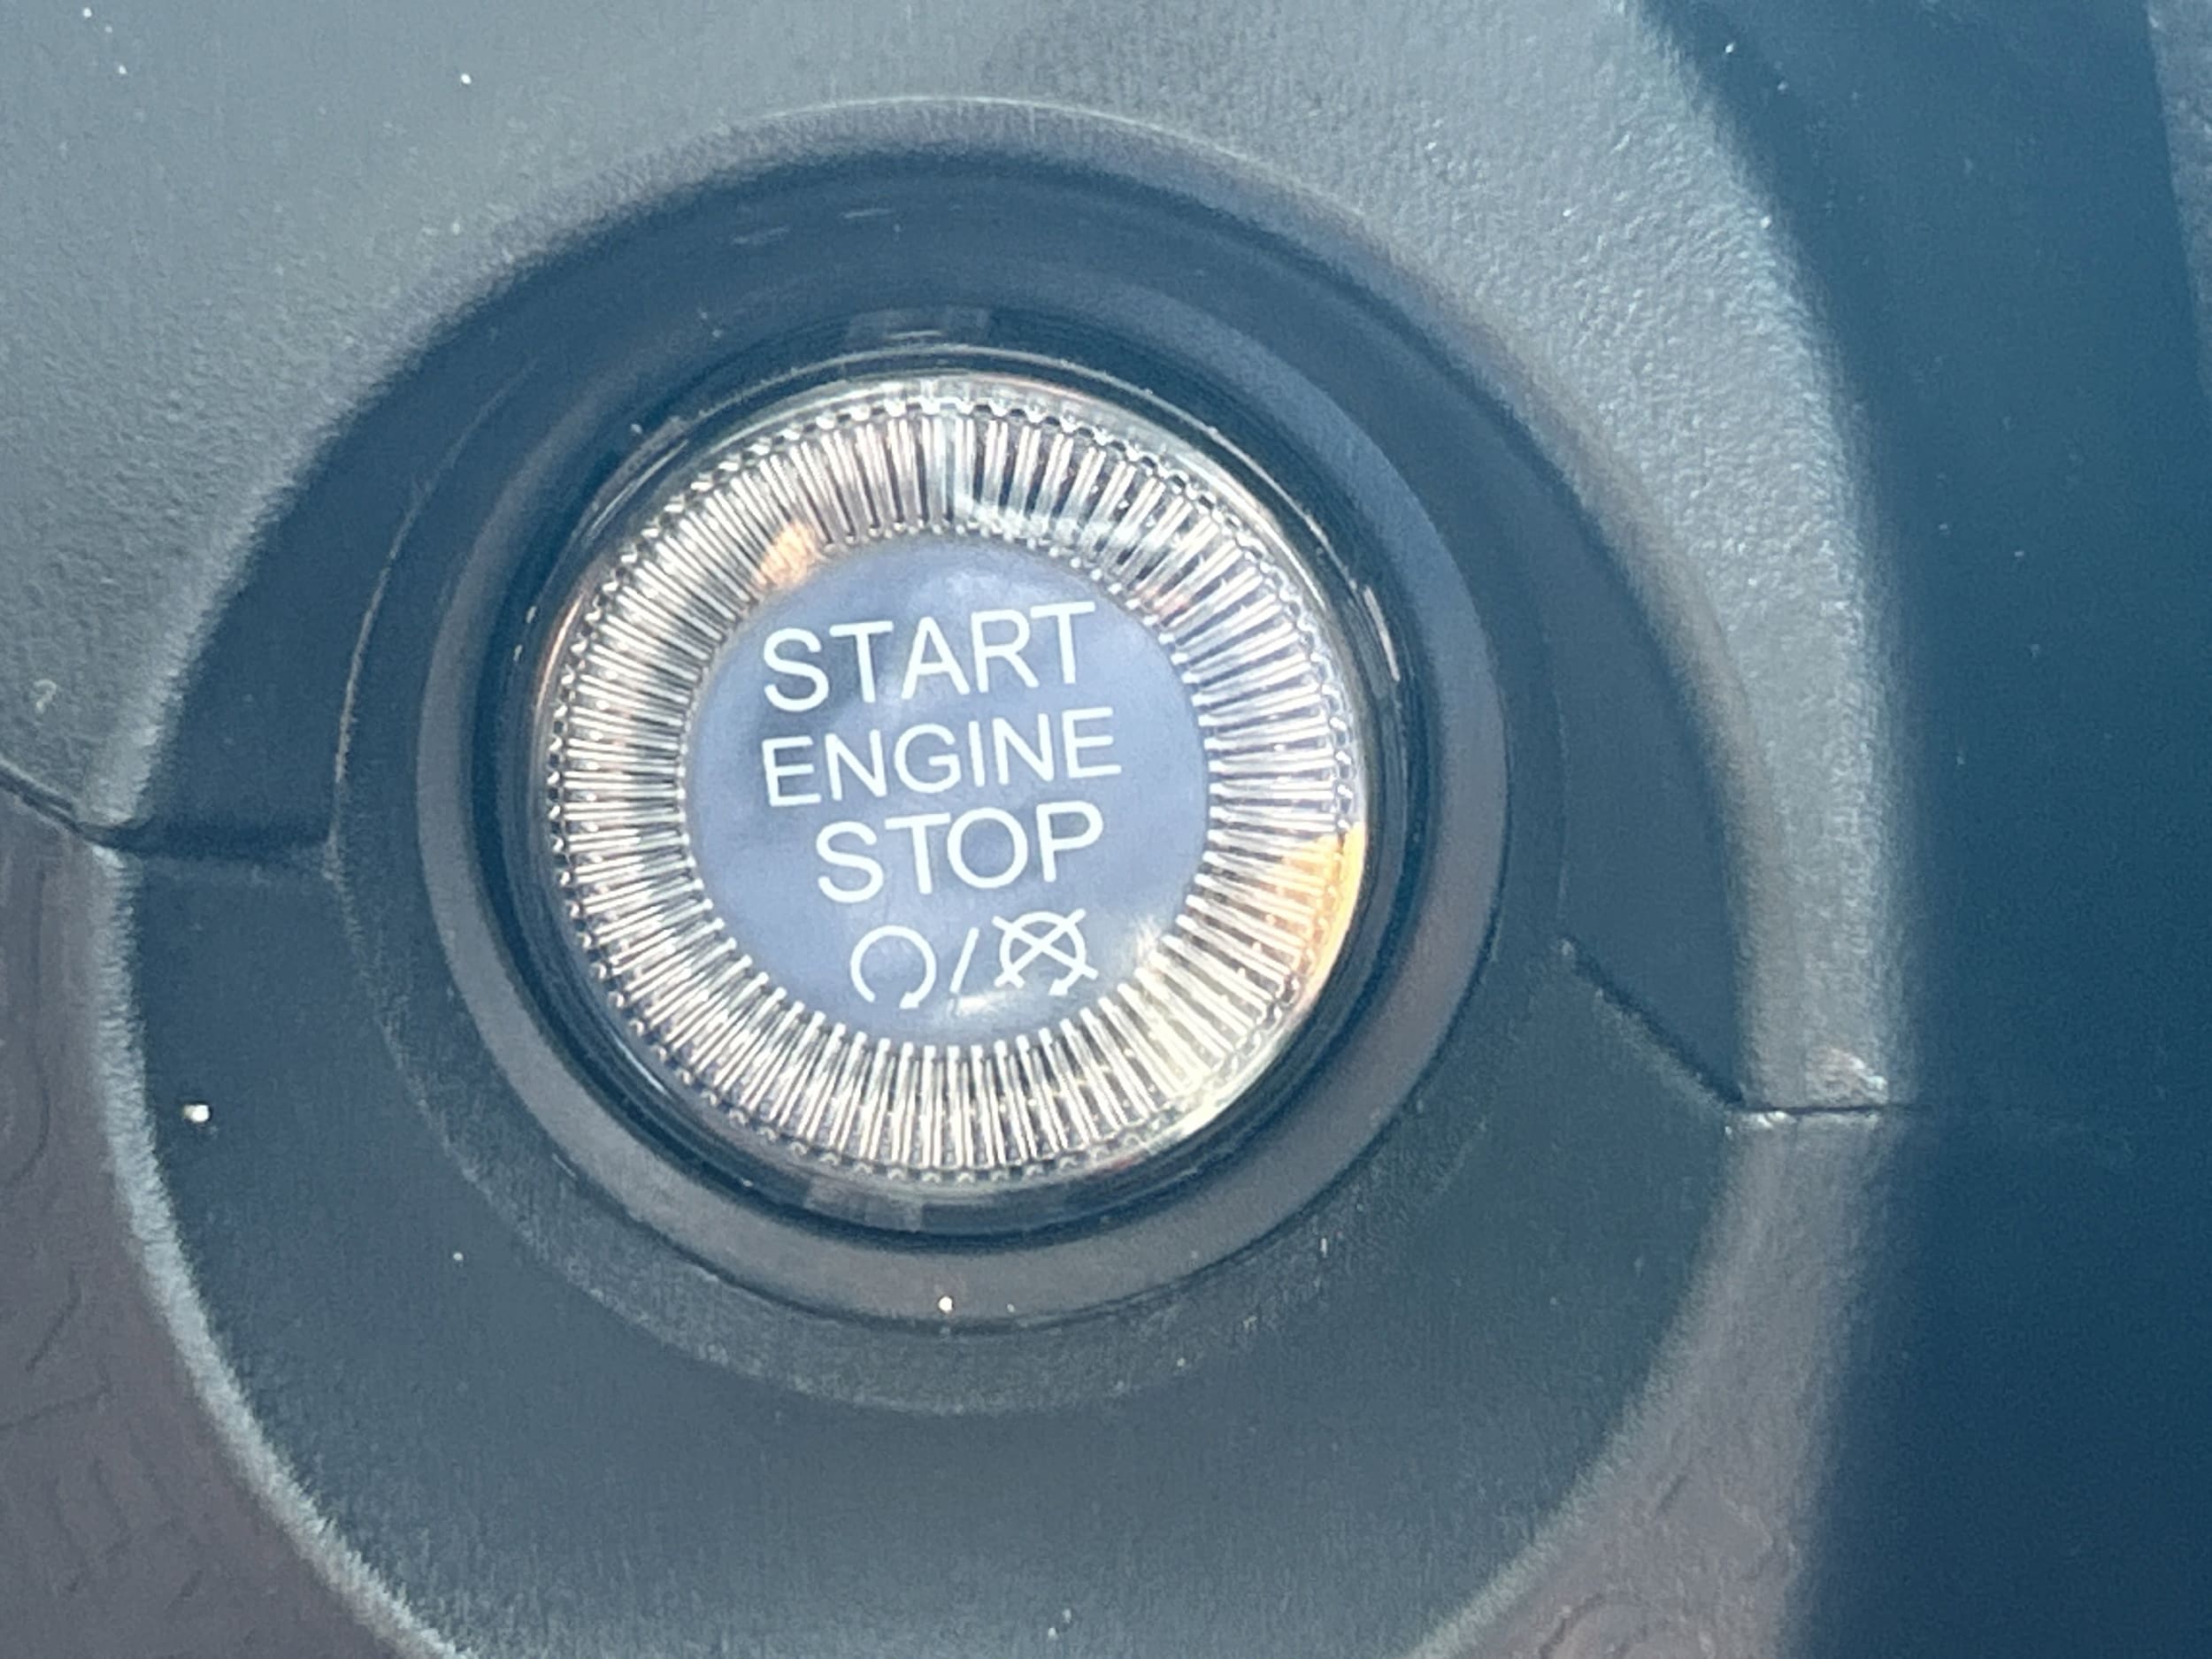 START
ENGINE
STOP
/